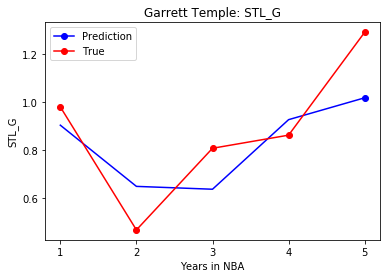 Garrett Temple: STL_G
Prediction
True
STL_G
1.2
1.0
0.8
0.6
1 2 3 4 5
Years in NBA